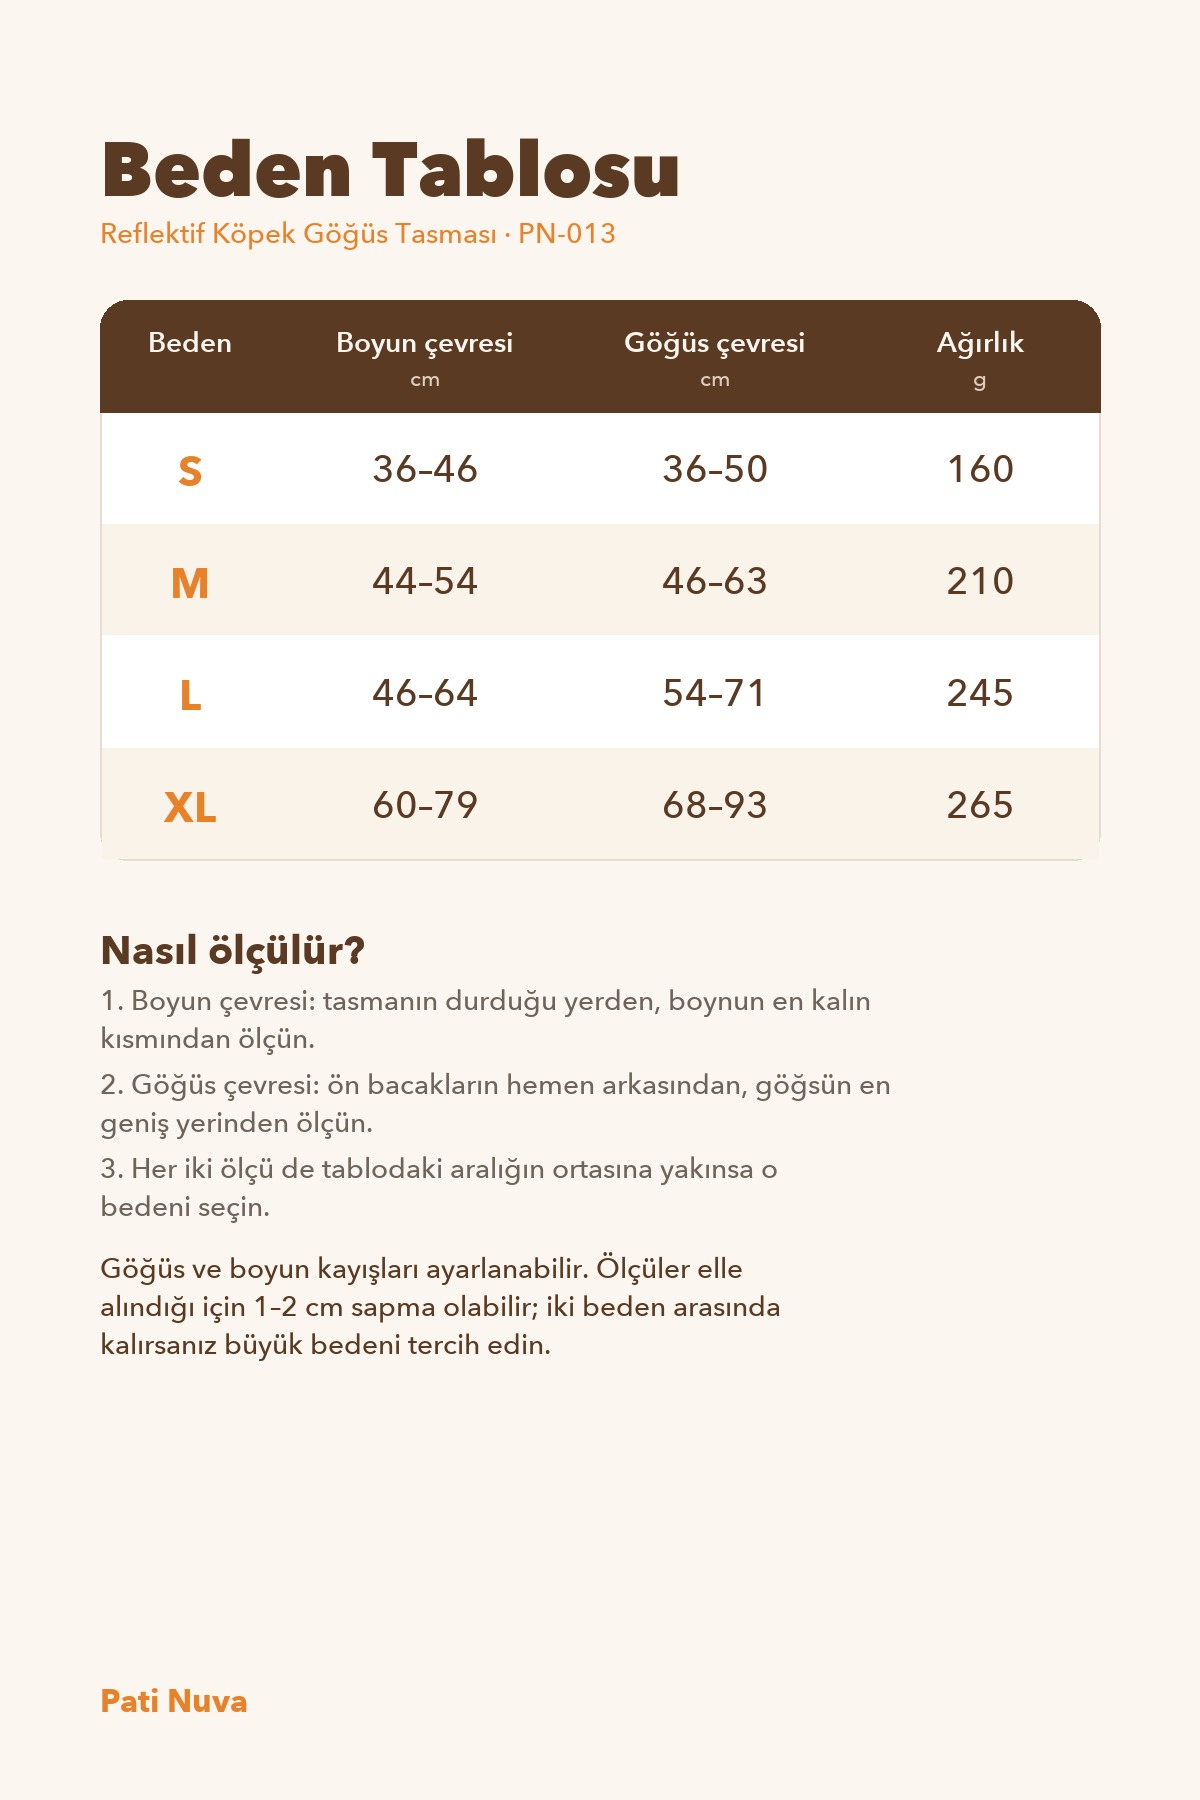 Beden Tablosu
Reflektif Köpek Göğüs Tasması · PN-013
Beden Boyun çevresi Göğüs çevresi Ağırlık
cm cm g
S 36–46 36–50 160
M 44–54 46–63 210
L 46–64 54–71 245
XL 60–79 68–93 265
Nasıl ölçülür?
1. Boyun çevresi: tasmanın durduğu yerden, boynun en kalın
kısmından ölçün.
2. Göğüs çevresi: ön bacakların hemen arkasından, göğsün en
geniş yerinden ölçün.
3. Her iki ölçü de tablodaki aralığın ortasına yakınsa o
bedeni seçin.
Göğüs ve boyun kayışları ayarlanabilir. Ölçüler elle
alındığı için 1–2 cm sapma olabilir; iki beden arasında
kalırsanız büyük bedeni tercih edin.
Pati Nuva